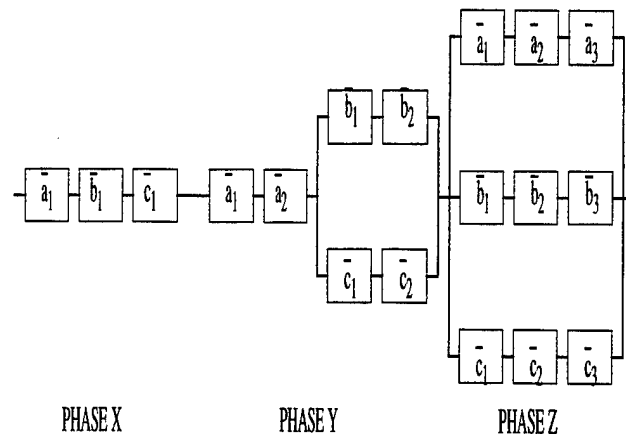 ā₁ ā₂ ā₃
b̄₁ b̄₂
ā₁ b̄₁ c̄₁ ā₁ ā₂ b̄₁ b̄₂ b̄₃
c̄₁ c̄₂
c̄₁ c̄₂ c̄₃
PHASE X PHASE Y PHASE Z